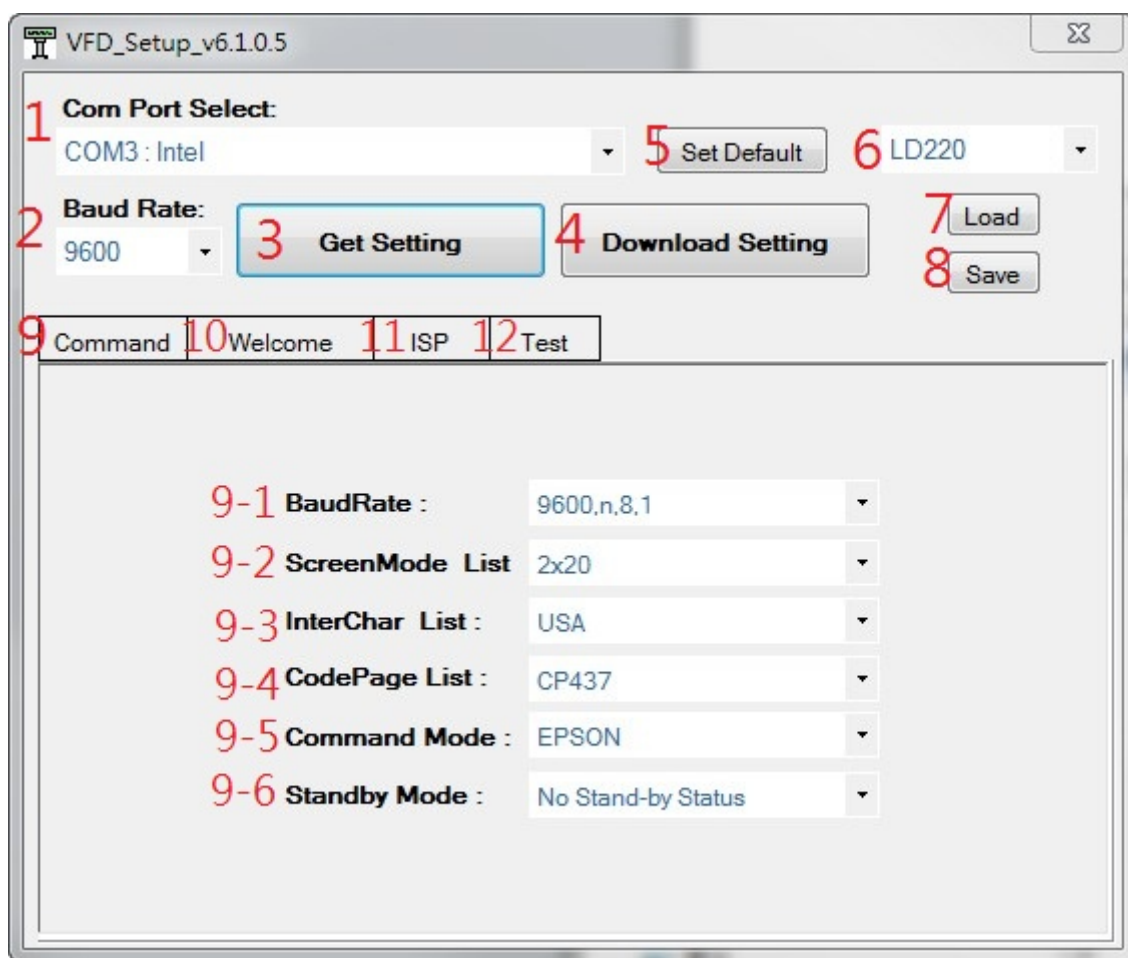 VFD_Setup_v6.1.0.5
1 Com Port Select:
COM3 : Intel
5 Set Default
6 LD220
2 Baud Rate:
9600
3 Get Setting
4 Download Setting
7 Load
8 Save
9 Command 10 Welcome 11 ISP 12 Test
9-1 BaudRate : 9600,n,8,1
9-2 ScreenMode List 2x20
9-3 InterChar List : USA
9-4 CodePage List : CP437
9-5 Command Mode : EPSON
9-6 Standby Mode : No Stand-by Status